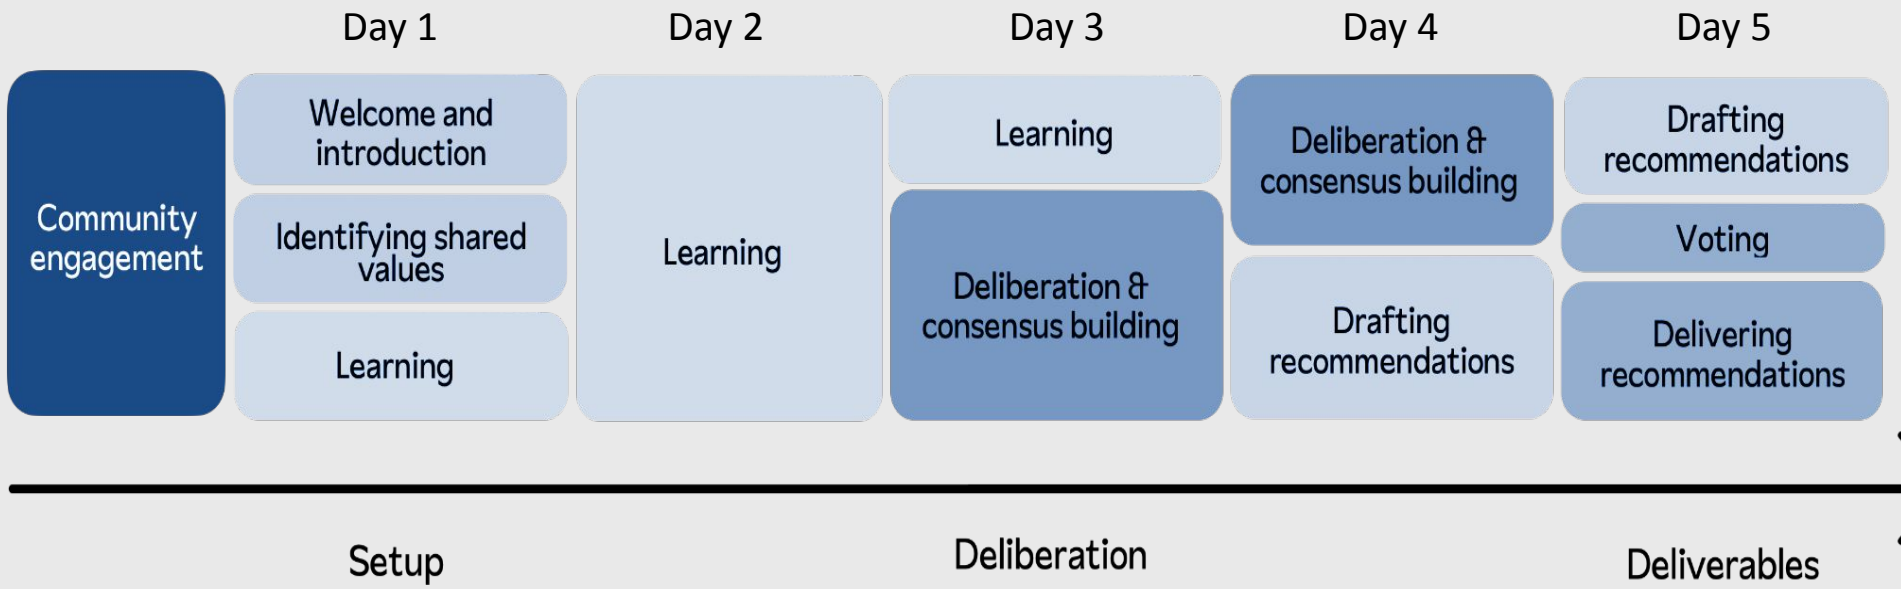 Day 1
Day 2
Day 3
Day 4
Day 5
Community
engagement
Welcome and
introduction
Identifying shared
values
Learning
Learning
Learning
Deliberation &
consensus building
Deliberation &
consensus building
Drafting
recommendations
Drafting
recommendations
Voting
Delivering
recommendations
Setup
Deliberation
Deliverables